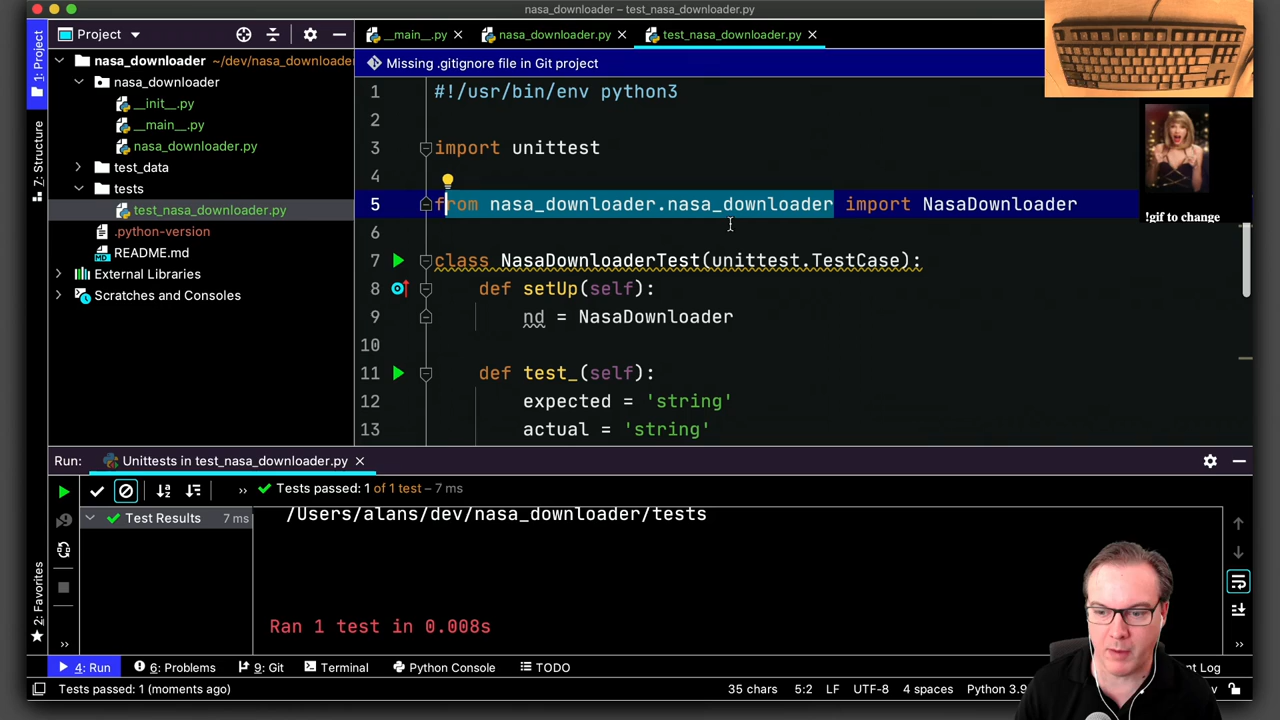 nasa_downloader – test_nasa_downloader.py
Project
__main__.py
nasa_downloader.py
test_nasa_downloader.py
1: Project
nasa_downloader ~/dev/nasa_downloader
Missing .gitignore file in Git project
nasa_downloader
__init__.py
__main__.py
nasa_downloader.py
test_data
tests
test_nasa_downloader.py
.python-version
README.md
External Libraries
Scratches and Consoles
7: Structure
1 #!/usr/bin/env python3
2
3 import unittest
4
5 from nasa_downloader.nasa_downloader import NasaDownloader
6
7 class NasaDownloaderTest(unittest.TestCase):
8 def setUp(self):
9 nd = NasaDownloader
10
11 def test_(self):
12 expected = 'string'
13 actual = 'string'
!gif to change
Run: Unittests in test_nasa_downloader.py
Tests passed: 1 of 1 test – 7 ms
Test Results 7 ms
/Users/alans/dev/nasa_downloader/tests
Ran 1 test in 0.008s
2: Favorites
4: Run
6: Problems
9: Git
Terminal
Python Console
TODO
nt Log
Tests passed: 1 (moments ago)
35 chars 5:2 LF UTF-8 4 spaces Python 3.9